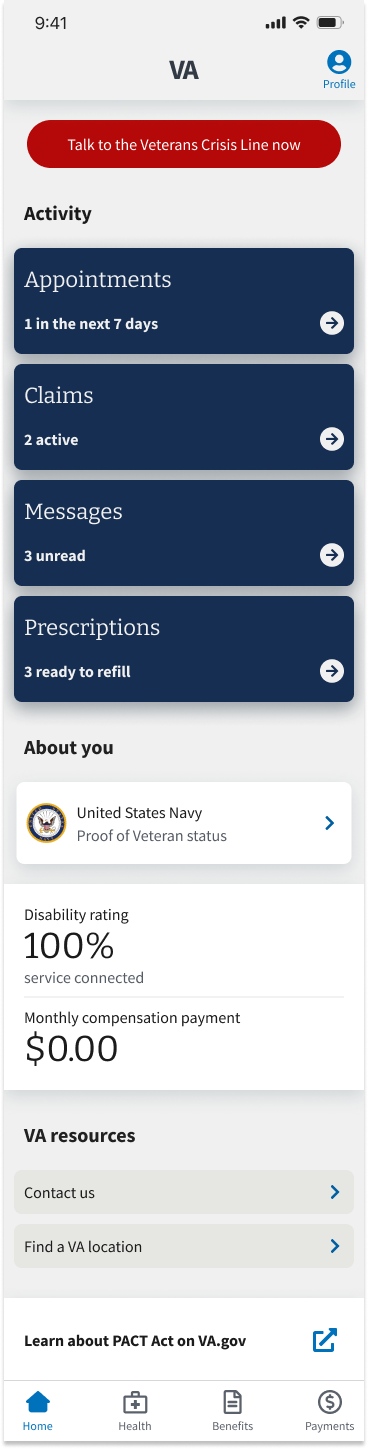 9:41
VA
Profile
Talk to the Veterans Crisis Line now
Activity
Appointments
1 in the next 7 days
Claims
2 active
Messages
3 unread
Prescriptions
3 ready to refill
About you
United States Navy
Proof of Veteran status
Disability rating
100%
service connected
Monthly compensation payment
$0.00
VA resources
Contact us
Find a VA location
Learn about PACT Act on VA.gov
Home
Health
Benefits
Payments